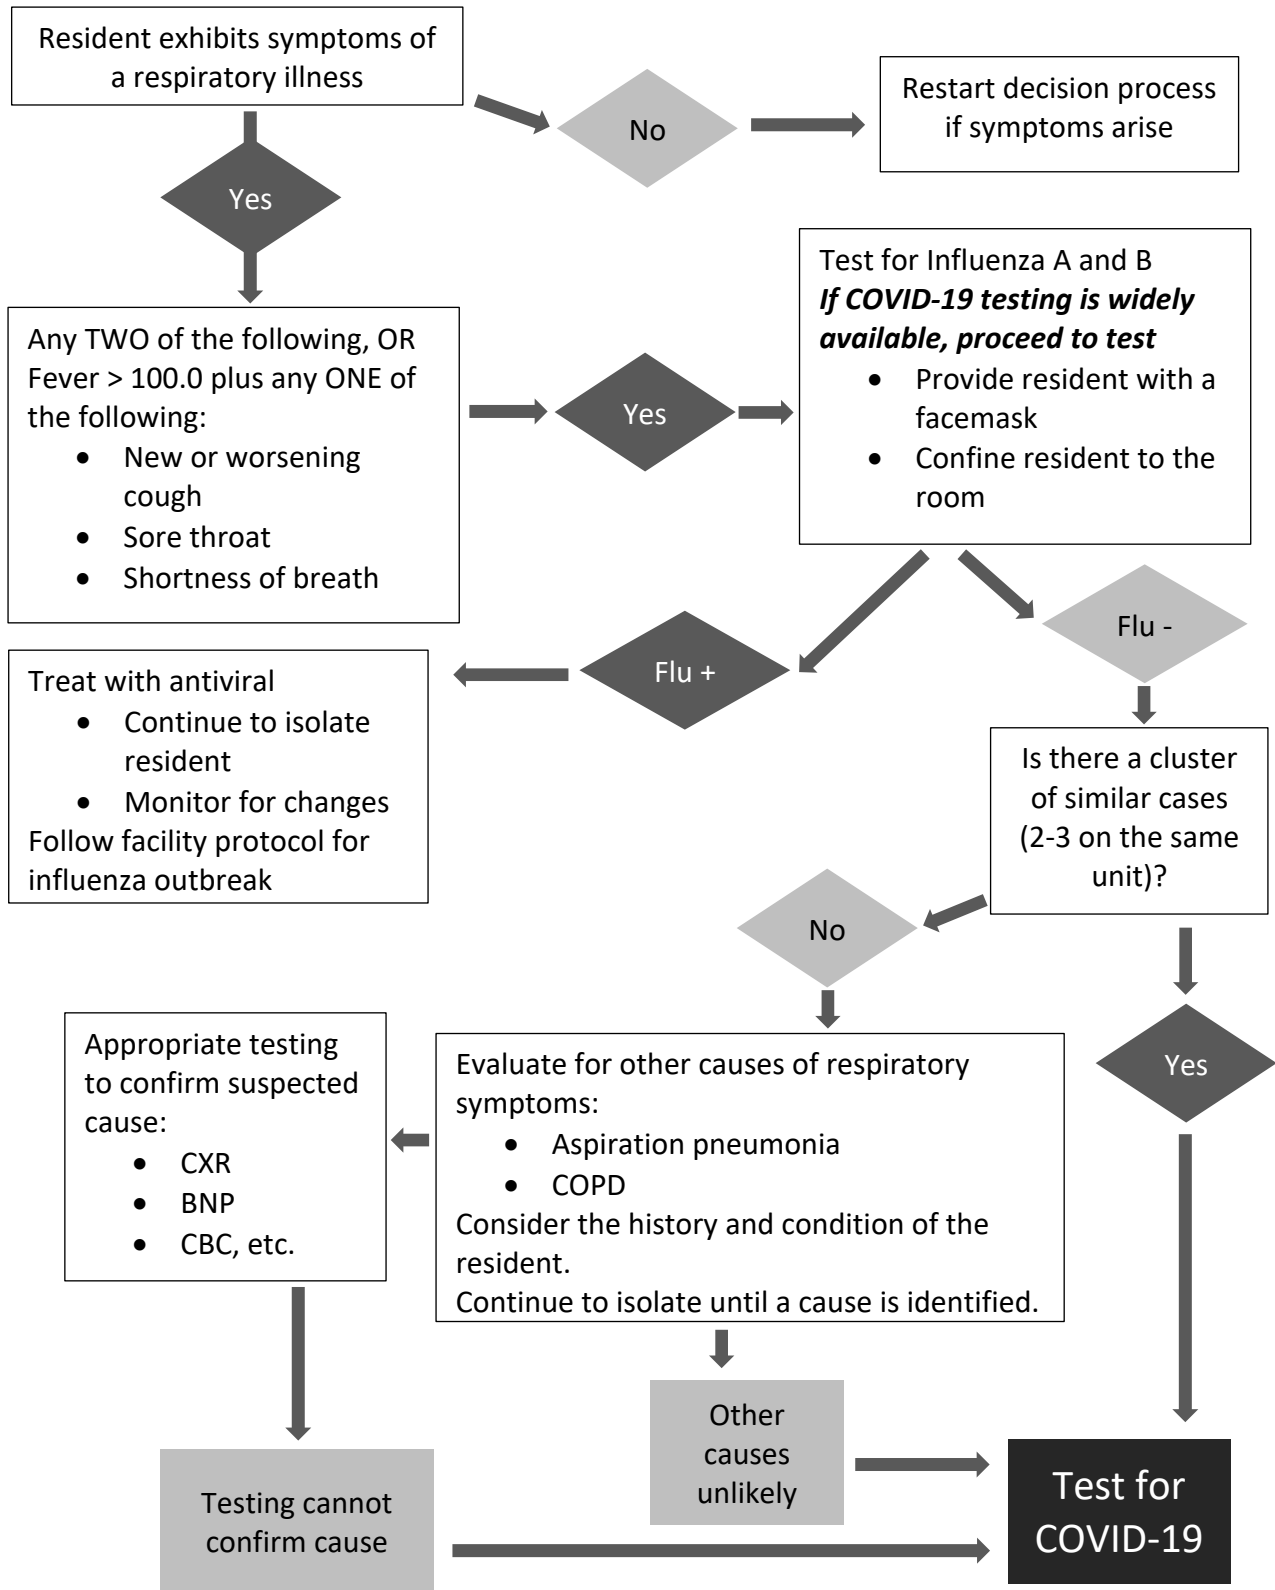 Resident exhibits symptoms of
a respiratory illness
No
Restart decision process
if symptoms arise
Yes
Any TWO of the following, OR
Fever > 100.0 plus any ONE of
the following:
• New or worsening
cough
• Sore throat
• Shortness of breath
Yes
Test for Influenza A and B
If COVID-19 testing is widely
available, proceed to test
• Provide resident with a
facemask
• Confine resident to the
room
Flu +
Flu -
Treat with antiviral
• Continue to isolate
resident
• Monitor for changes
Follow facility protocol for
influenza outbreak
Is there a cluster
of similar cases
(2-3 on the same
unit)?
No
Yes
Appropriate testing
to confirm suspected
cause:
• CXR
• BNP
• CBC, etc.
Evaluate for other causes of respiratory
symptoms:
• Aspiration pneumonia
• COPD
Consider the history and condition of the
resident.
Continue to isolate until a cause is identified.
Other
causes
unlikely
Testing cannot
confirm cause
Test for
COVID-19